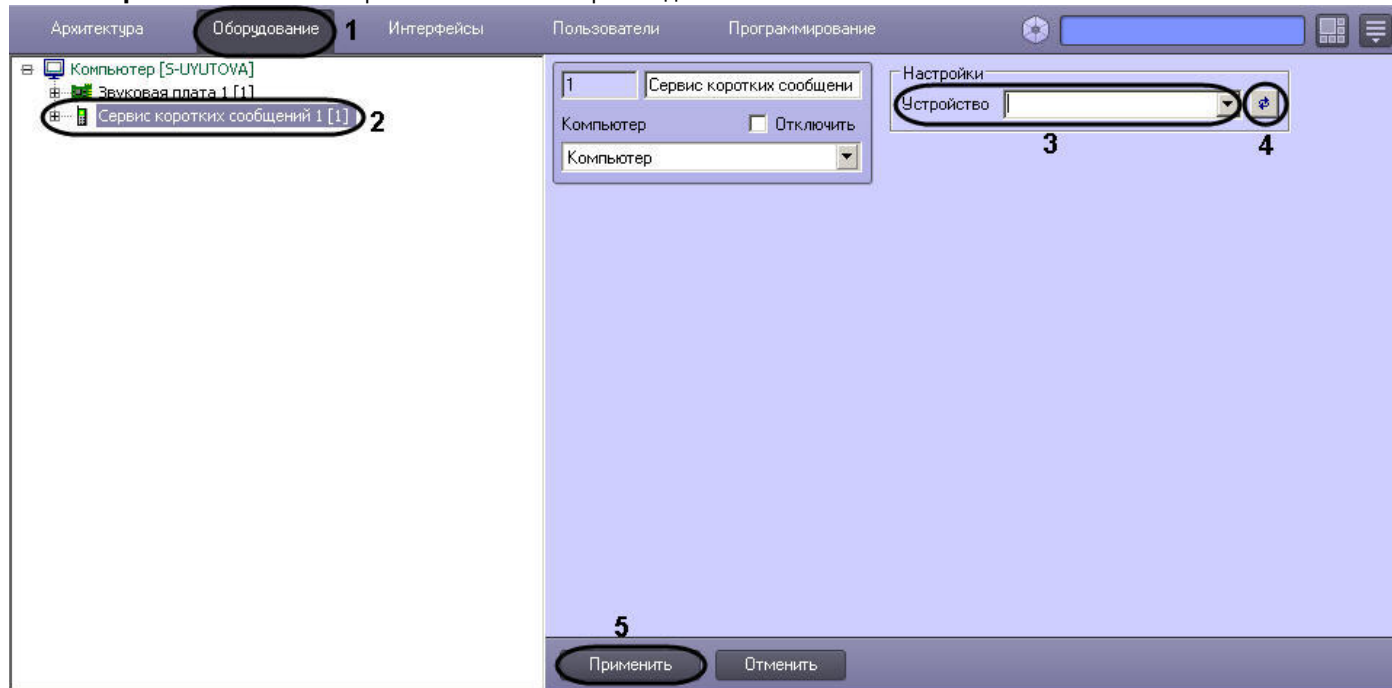 Архитектура Оборудование 1 Интерфейсы Пользователи Программирование
Компьютер [S-UYUTOVA]
Звуковая плата 1 [1]
Сервис коротких сообщений 1 [1] 2
1 Сервис коротких сообщени
Компьютер Отключить
Компьютер
Настройки
Устройство
3 4
5
Применить Отменить